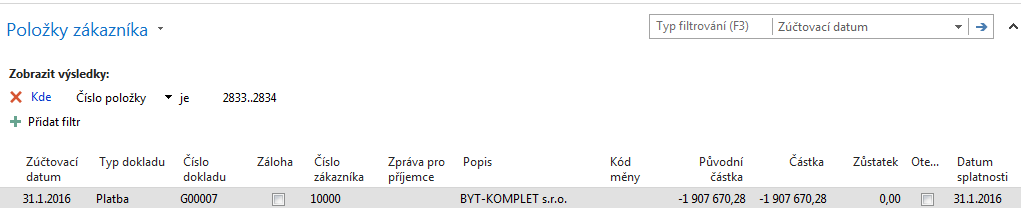 Položky zákazníka
Typ filtrování (F3) Zúčtovací datum
Zobrazit výsledky:
Kde Číslo položky je 2833..2834
Přidat filtr
Zúčtovací datum Typ dokladu Číslo dokladu Záloha Číslo zákazníka Zpráva pro příjemce Popis Kód měny Původní částka Částka Zůstatek Ote... Datum splatnosti
31.1.2016 Platba G00007 10000 BYT-KOMPLET s.r.o. -1 907 670,28 -1 907 670,28 0,00 31.1.2016